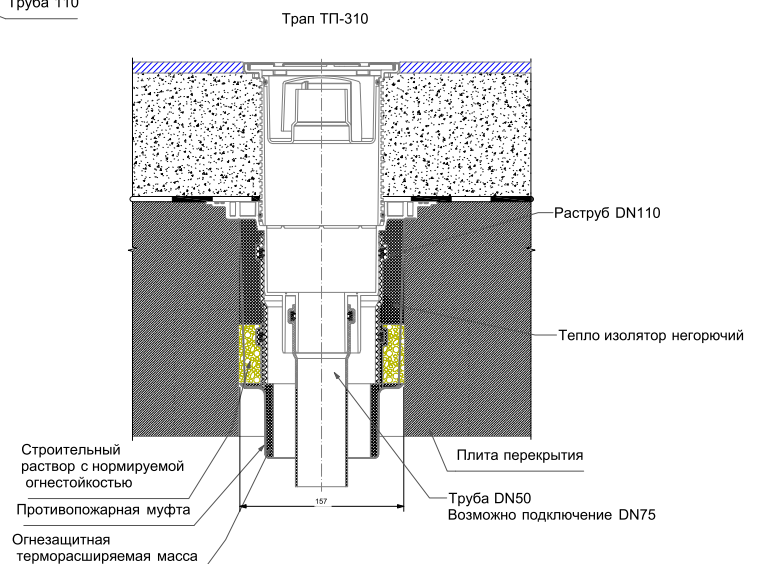 Труба 110
Трап ТП-310
Раструб DN110
Тепло изолятор негорючий
Строительный
раствор с нормируемой
огнестойкостью
Плита перекрытия
Противопожарная муфта
157
Труба DN50
Возможно подключение DN75
Огнезащитная
терморасширяемая масса